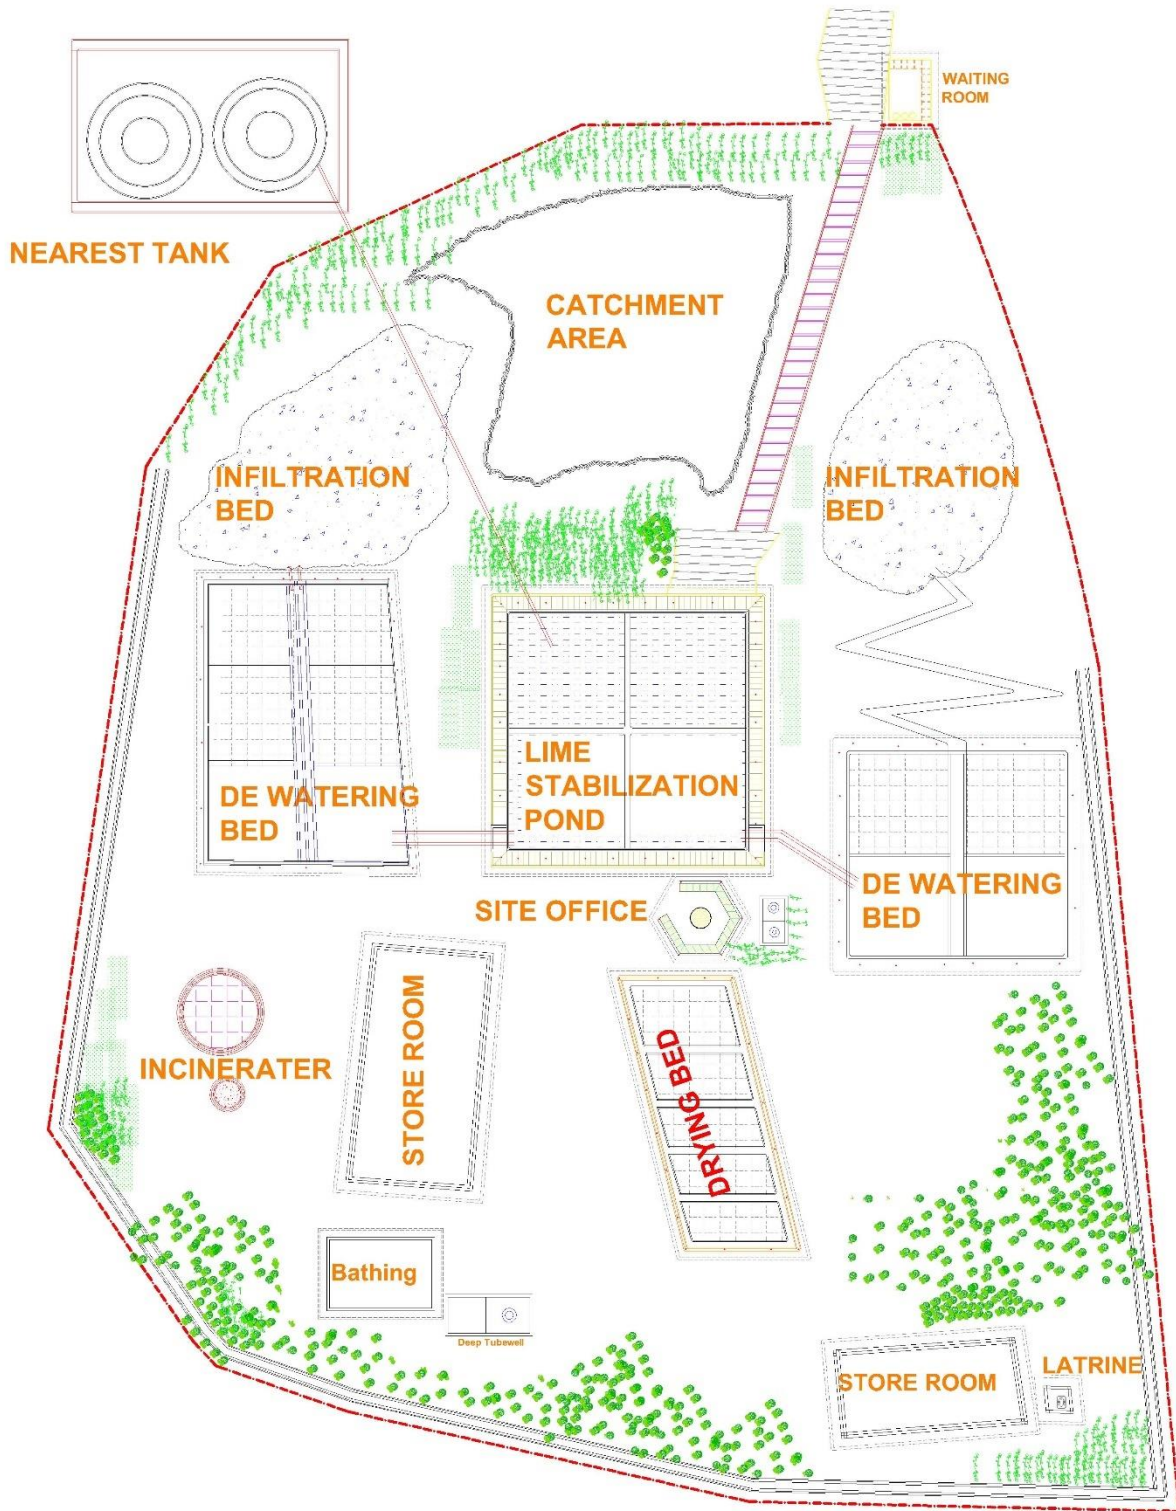 WAITING
ROOM
NEAREST TANK
CATCHMENT
AREA
INFILTRATION
BED
INFILTRATION
BED
LIME
STABILIZATION
POND
DE WATERING
BED
DE WATERING
BED
SITE OFFICE
STORE ROOM
DRYING BED
INCINERATER
Bathing
Deep Tubewell
STORE ROOM
LATRINE